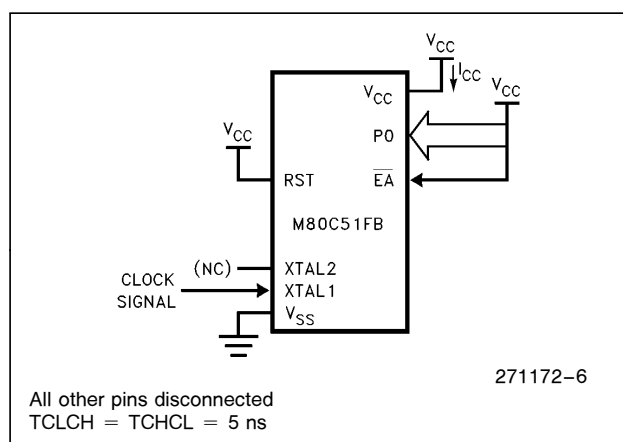 VCC
ICC
VCC
VCC
VCC
P0
RST
EA
M80C51FB
(NC)
XTAL2
CLOCK
SIGNAL
XTAL1
VSS
271172–6
All other pins disconnected
TCLCH = TCHCL = 5 ns